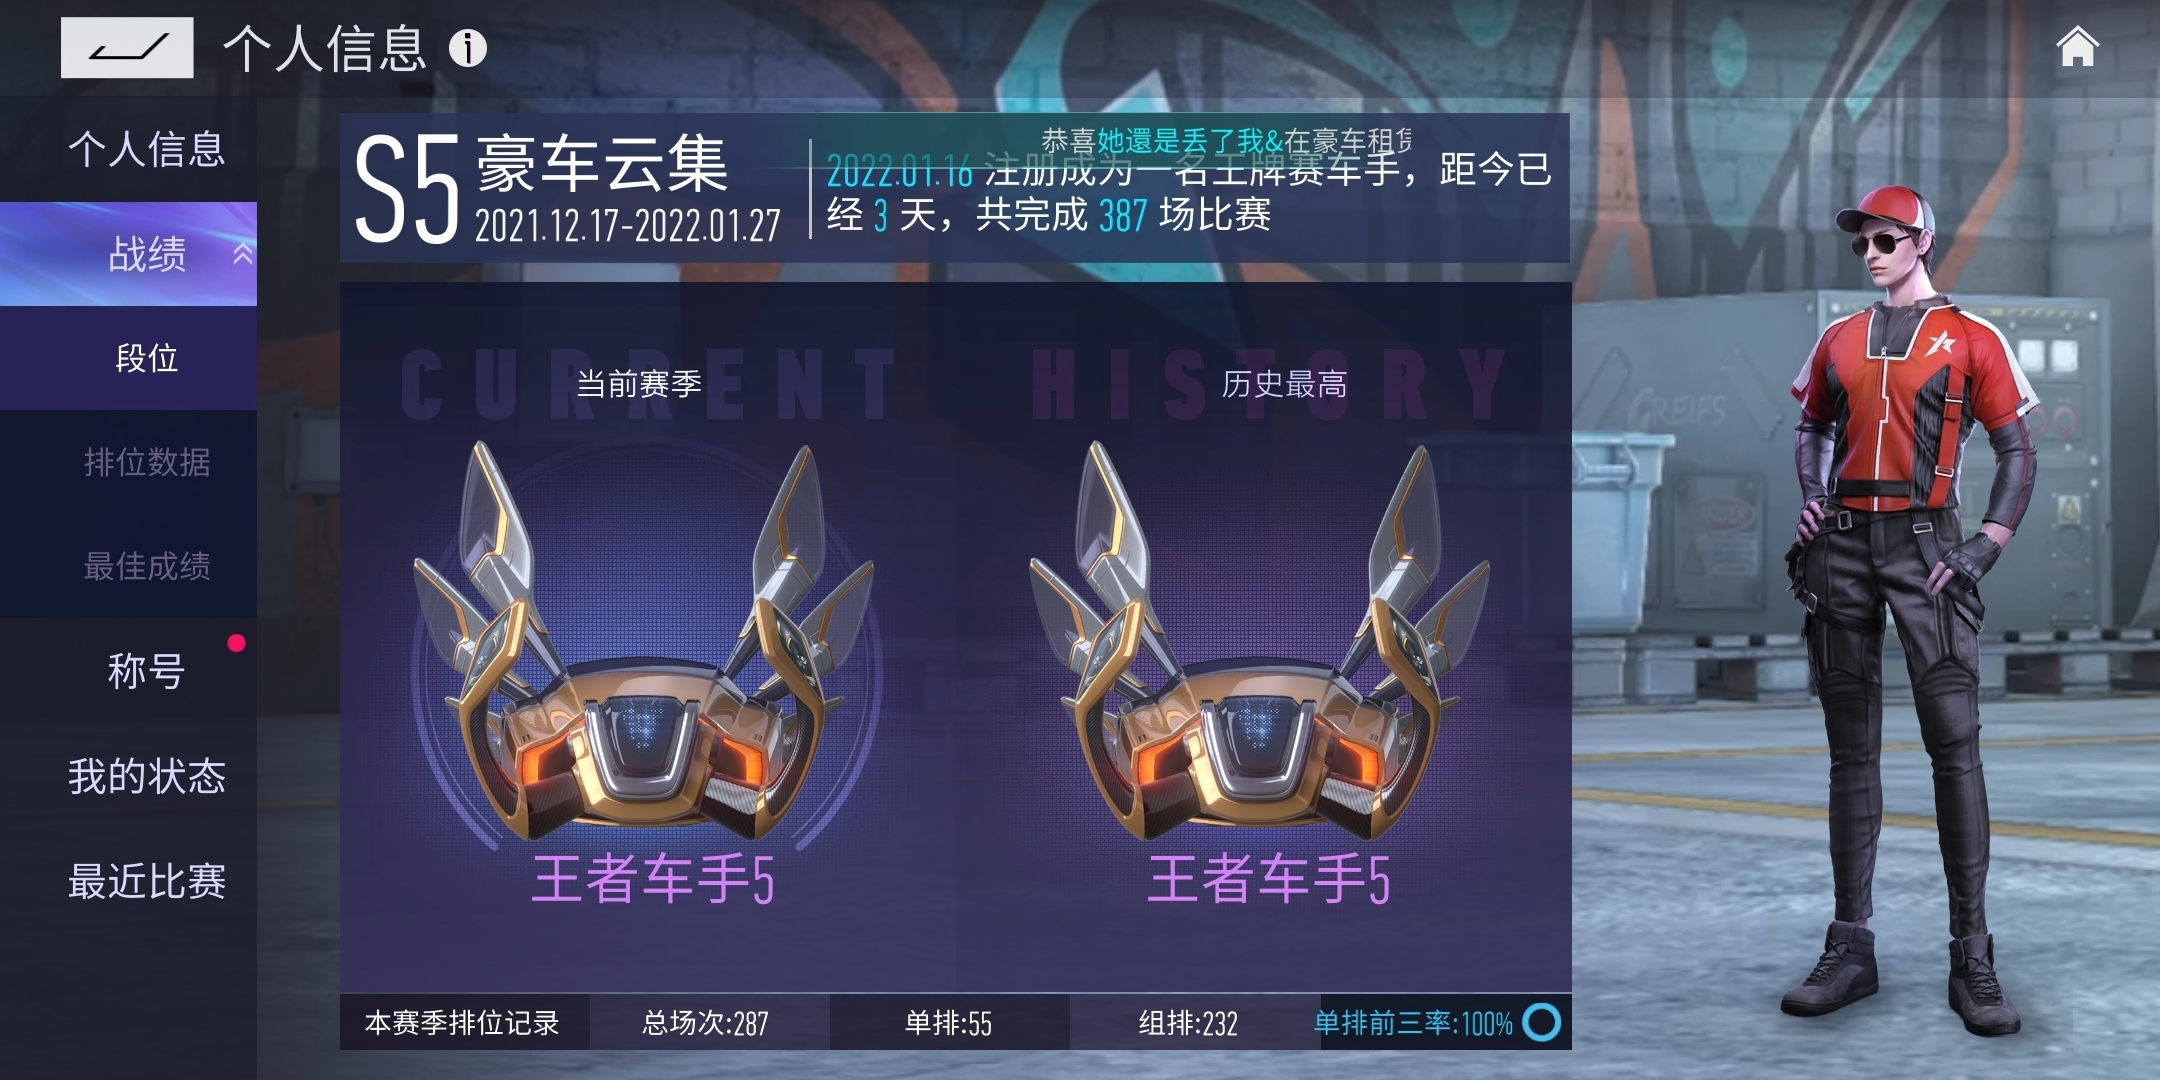 个人信息
个人信息
战绩
段位
排位数据
最佳成绩
称号
我的状态
最近比赛
S5 豪车云集
2021.12.17-2022.01.27
恭喜她還是丢了我&在豪车租赁
2022.01.16 注册成为一名王牌赛车手，距今已
经 3 天，共完成 387 场比赛
CURRENT
当前赛季
王者车手5
HISTORY
历史最高
王者车手5
GREIFS
本赛季排位记录 总场次:287 单排:55 组排:232 单排前三率:100%